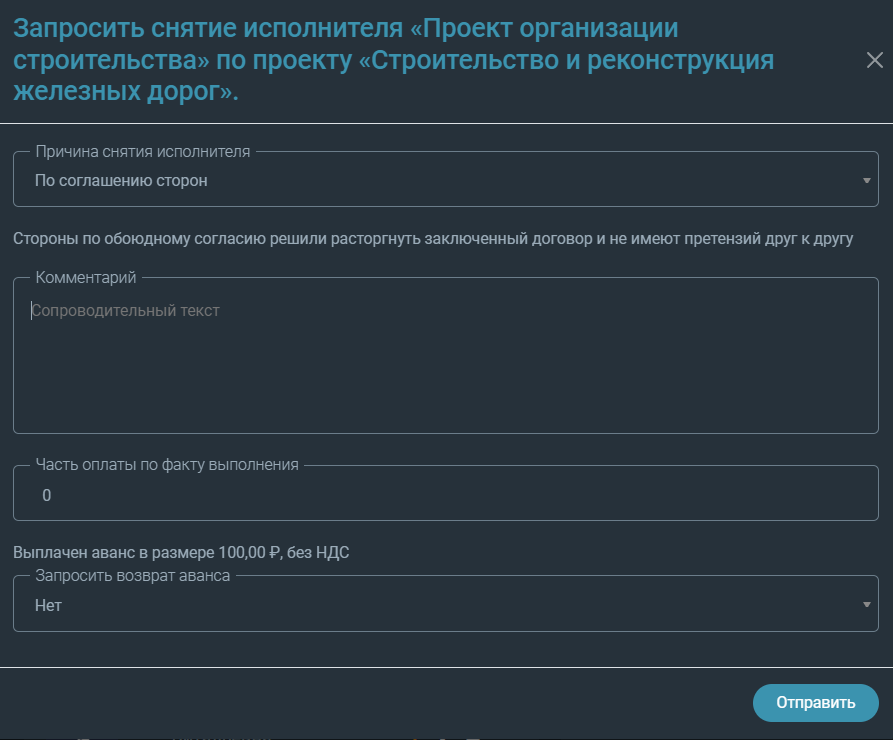 Запросить снятие исполнителя «Проект организации
строительства» по проекту «Строительство и реконструкция
железных дорог».
Причина снятия исполнителя
По соглашению сторон
Стороны по обоюдному согласию решили расторгнуть заключенный договор и не имеют претензий друг к другу
Комментарий
Сопроводительный текст
Часть оплаты по факту выполнения
0
Выплачен аванс в размере 100,00 ₽, без НДС
Запросить возврат аванса
Нет
Отправить